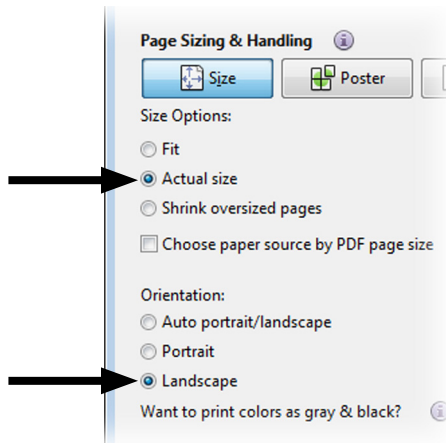 Page Sizing & Handling
Size
Poster
Size Options:
Fit
Actual size
Shrink oversized pages
Choose paper source by PDF page size
Orientation:
Auto portrait/landscape
Portrait
Landscape
Want to print colors as gray & black?